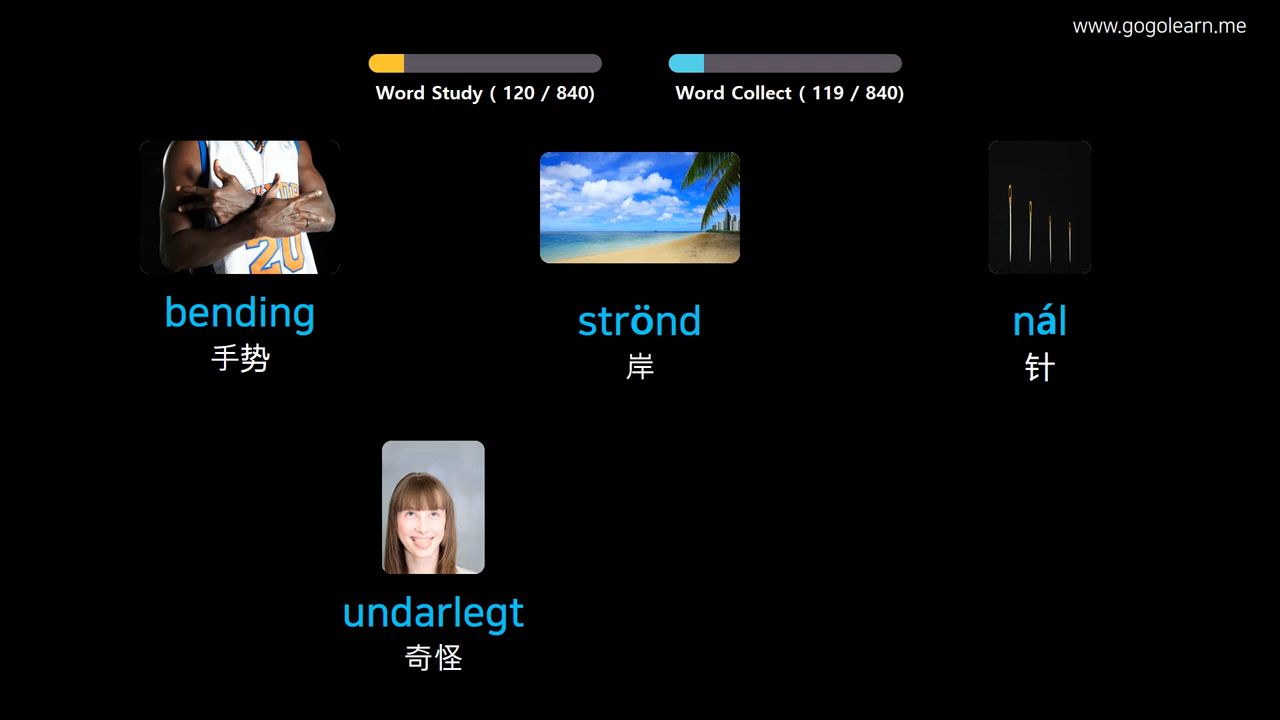 www.gogolearn.me
Word Study ( 120 / 840)
Word Collect ( 119 / 840)
20
bending
手势
strönd
岸
nál
针
undarlegt
奇怪